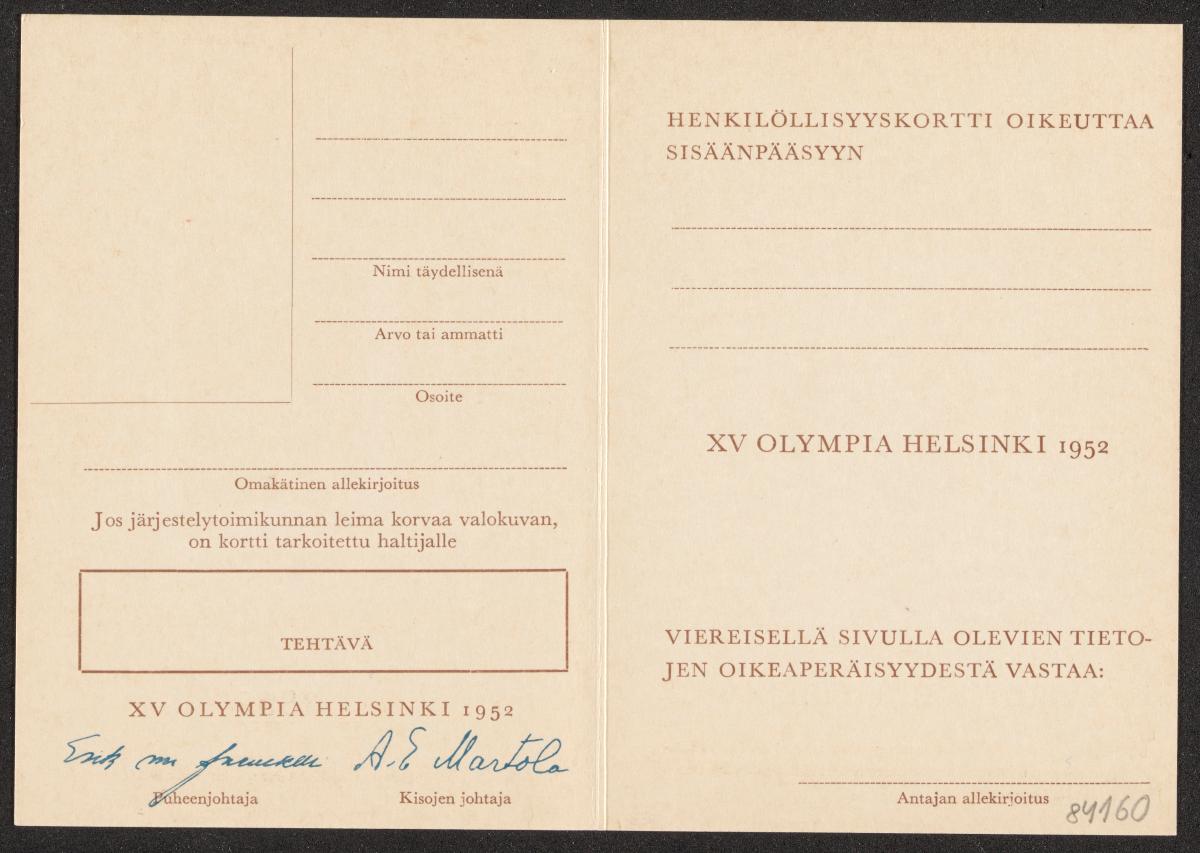 Nimi täydellisenä
Arvo tai ammatti
Osoite
Omakätinen allekirjoitus
Jos järjestelytoimikunnan leima korvaa valokuvan,
on kortti tarkoitettu haltijalle
TEHTÄVÄ
XV OLYMPIA HELSINKI 1952
Erik von Frenckell A. E. Martola
Puheenjohtaja Kisojen johtaja
HENKILÖLLISYYSKORTTI OIKEUTTAA
SISÄÄNPÄÄSYYN
XV OLYMPIA HELSINKI 1952
VIEREISELLÄ SIVULLA OLEVIEN TIETO-
JEN OIKEAPERÄISYYDESTÄ VASTAA:
Antajan allekirjoitus
84160